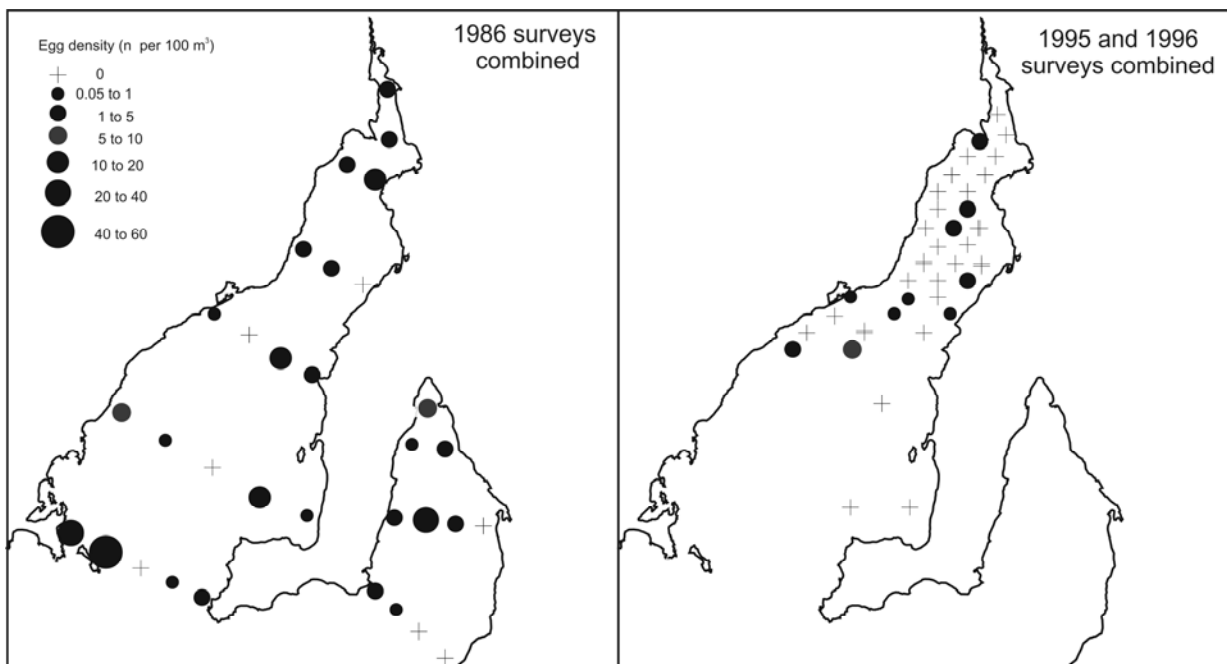 1986 surveys
combined
Egg density (n per 100 m³)
0
0.05 to 1
1 to 5
5 to 10
10 to 20
20 to 40
40 to 60
1995 and 1996
surveys combined